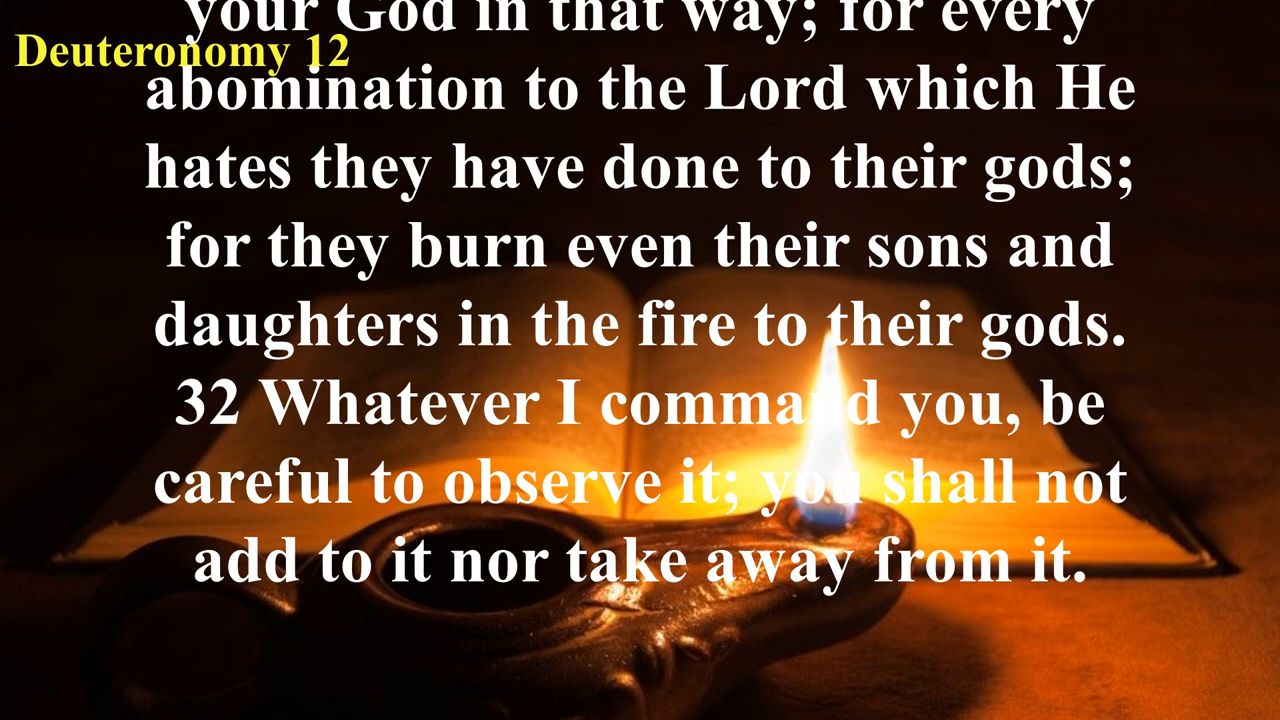 your God in that way; for every
Deuteronomy 12
abomination to the Lord which He
hates they have done to their gods;
for they burn even their sons and
daughters in the fire to their gods.
32 Whatever I command you, be
careful to observe it; you shall not
add to it nor take away from it.